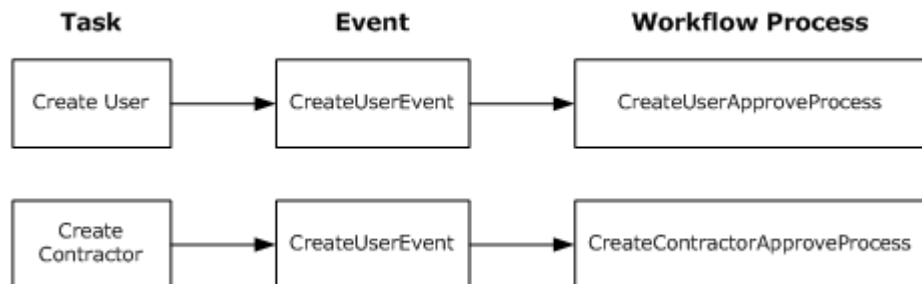 Task Event Workflow Process
Create User CreateUserEvent CreateUserApproveProcess
Create
Contractor
CreateUserEvent CreateContractorApproveProcess